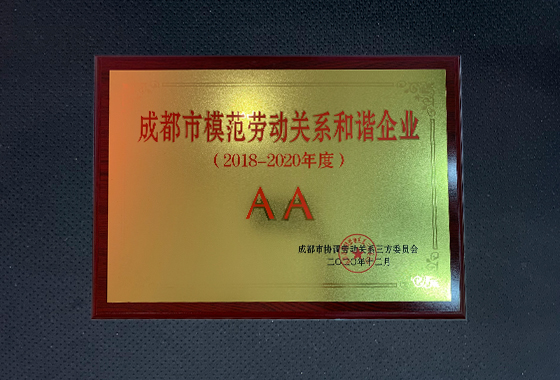 成都市模范劳动关系和谐企业
（2018-2020年度）
AA
成都市协调劳动关系三方委员会
二〇二〇年十二月